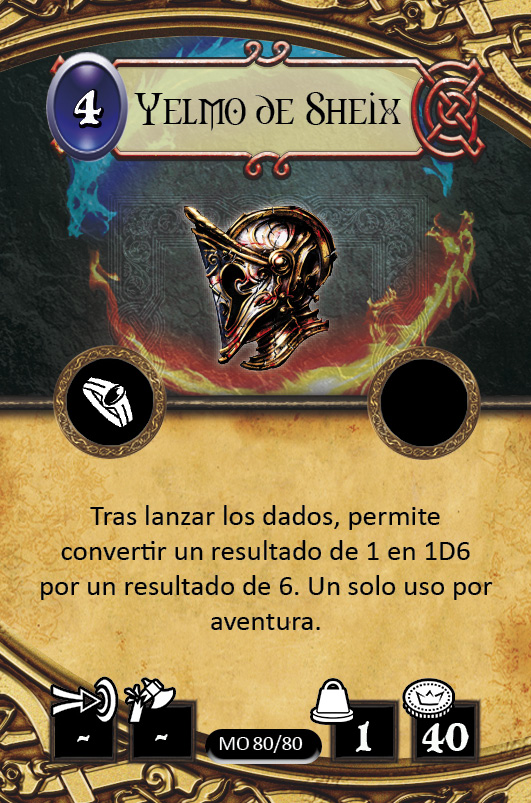 4
Yelmo de Sheix
Tras lanzar los dados, permite
convertir un resultado de 1 en 1D6
por un resultado de 6. Un solo uso por
aventura.
~ ~ MO 80/80 1 40